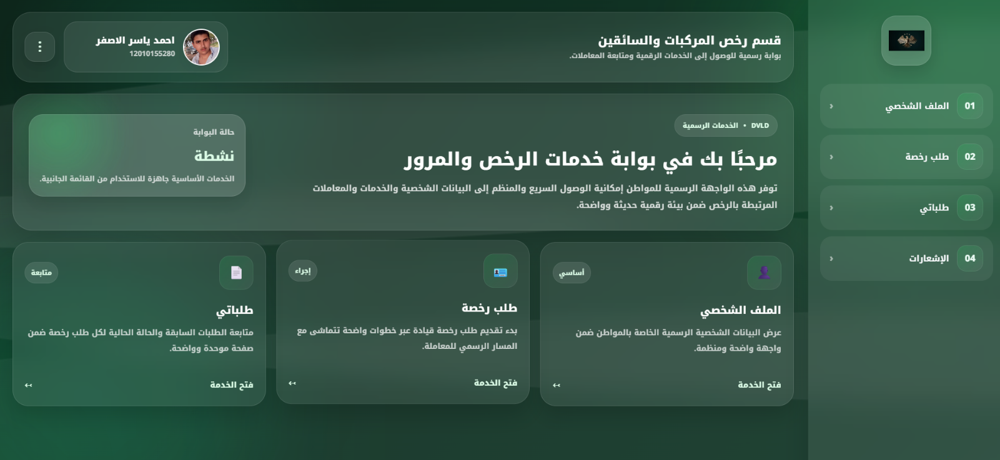 قسم رخص المركبات والسائقين
بوابة رسمية للوصول إلى الخدمات الرقمية ومتابعة المعاملات.
احمد ياسر الاصفر
12010155280
01 الملف الشخصي
02 طلب رخصة
03 طلباتي
04 الإشعارات
DVLD • الخدمات الرسمية
مرحبًا بك في بوابة خدمات الرخص والمرور
توفر هذه الواجهة الرسمية للمواطن إمكانية الوصول السريع والمنظم إلى البيانات الشخصية والخدمات والمعاملات
المرتبطة بالرخص ضمن بيئة رقمية حديثة وواضحة.
حالة البوابة
نشطة
الخدمات الأساسية جاهزة للاستخدام من القائمة الجانبية.
أساسي
الملف الشخصي
عرض البيانات الشخصية الرسمية الخاصة بالمواطن ضمن
واجهة واضحة ومنظمة.
فتح الخدمة
إجراء
طلب رخصة
بدء تقديم طلب رخصة قيادة عبر خطوات واضحة تتماشى مع
المسار الرسمي للمعاملة.
فتح الخدمة
متابعة
طلباتي
متابعة الطلبات السابقة والحالة الحالية لكل طلب رخصة ضمن
صفحة موحدة وواضحة.
فتح الخدمة